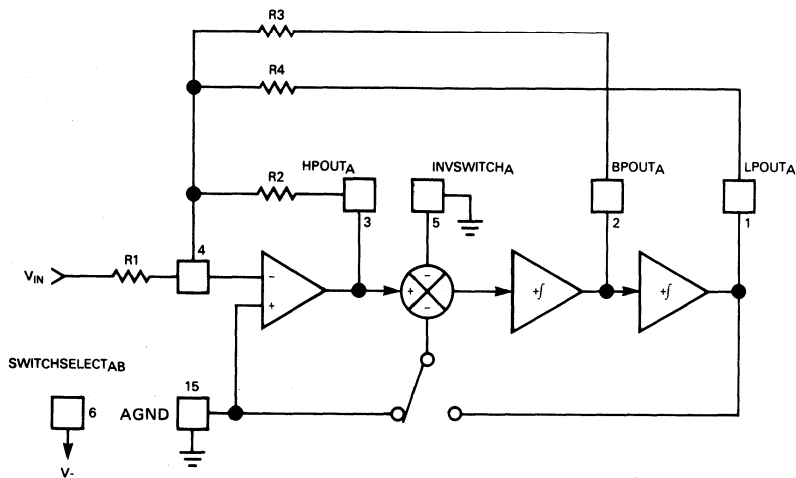 R3
R4
HPOUTA
INVSWITCHA
BPOUTA
LPOUTA
R2
3
5
2
1
R1
4
VIN
−
+
+
−
−
+∫
+∫
SWITCHSELECTAB
15
6
AGND
V-